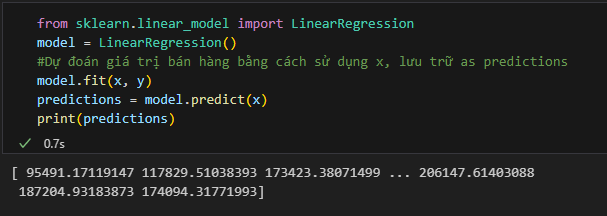 from sklearn.linear_model import LinearRegression
model = LinearRegression()
#Dự đoán giá trị bán hàng bằng cách sử dụng x, lưu trữ as predictions
model.fit(x, y)
predictions = model.predict(x)
print(predictions)
0.7s
[ 95491.17119147 117829.51038393 173423.38071499 ... 206147.61403088
187204.93183873 174094.31771993]